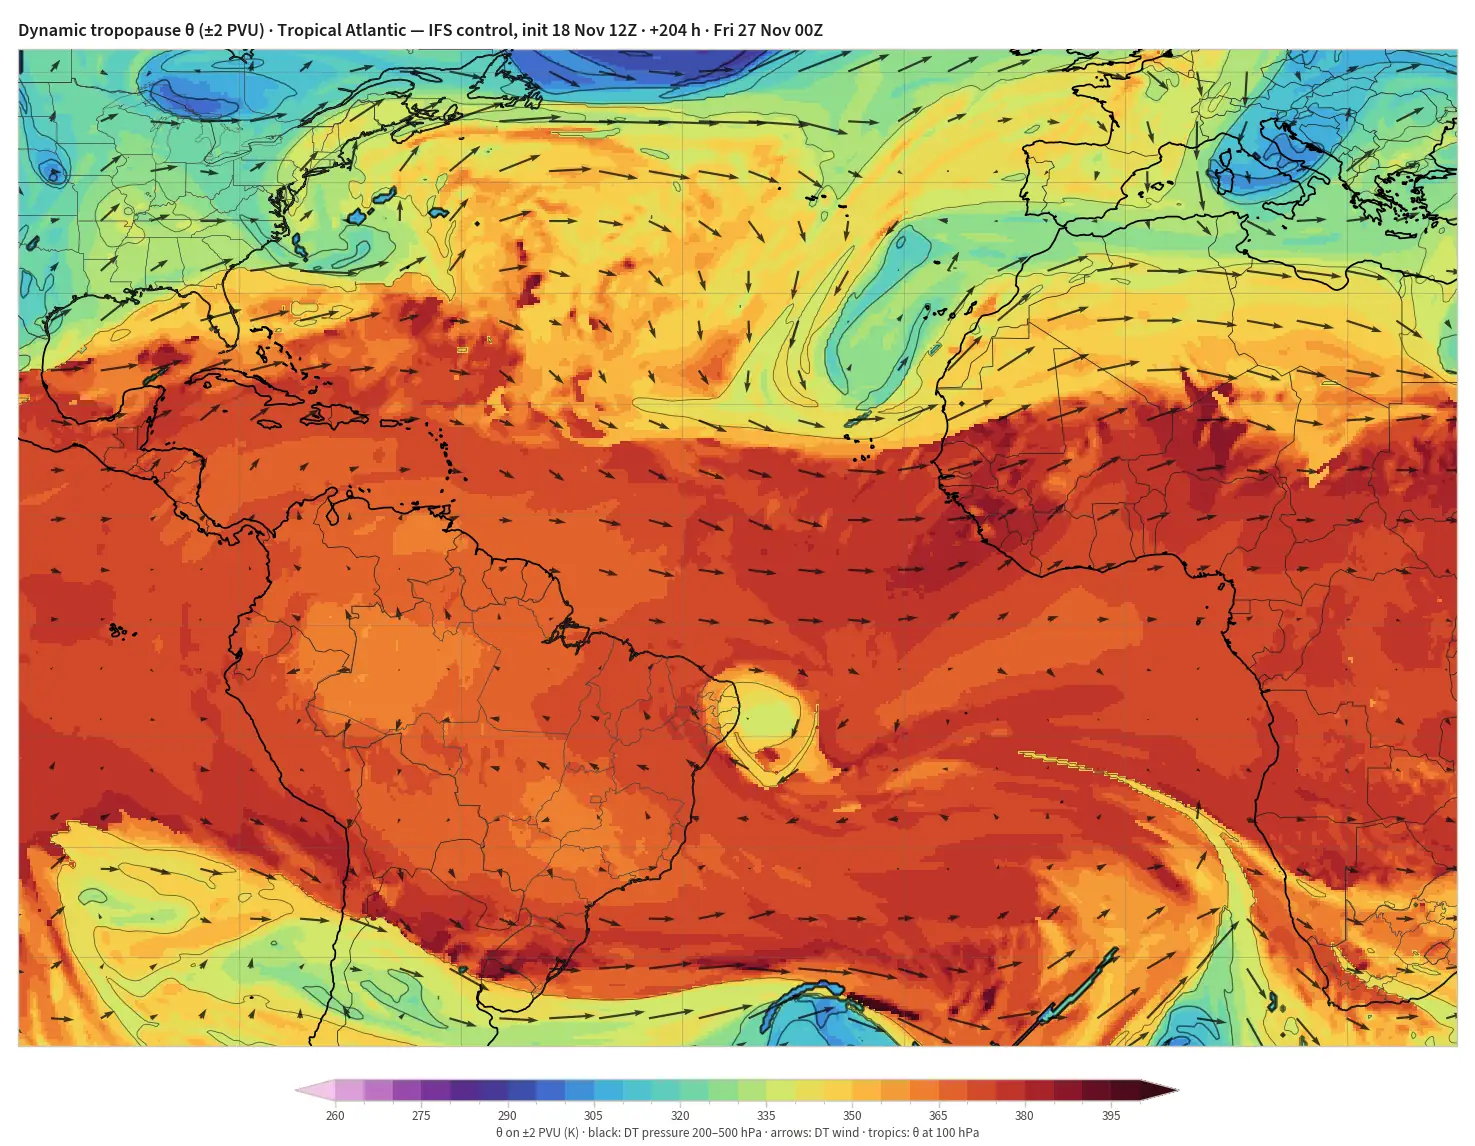 Dynamic tropopause θ (±2 PVU) · Tropical Atlantic — IFS control, init 18 Nov 12Z · +204 h · Fri 27 Nov 00Z
260 275 290 305 320 335 350 365 380 395
θ on ±2 PVU (K) · black: DT pressure 200–500 hPa · arrows: DT wind · tropics: θ at 100 hPa